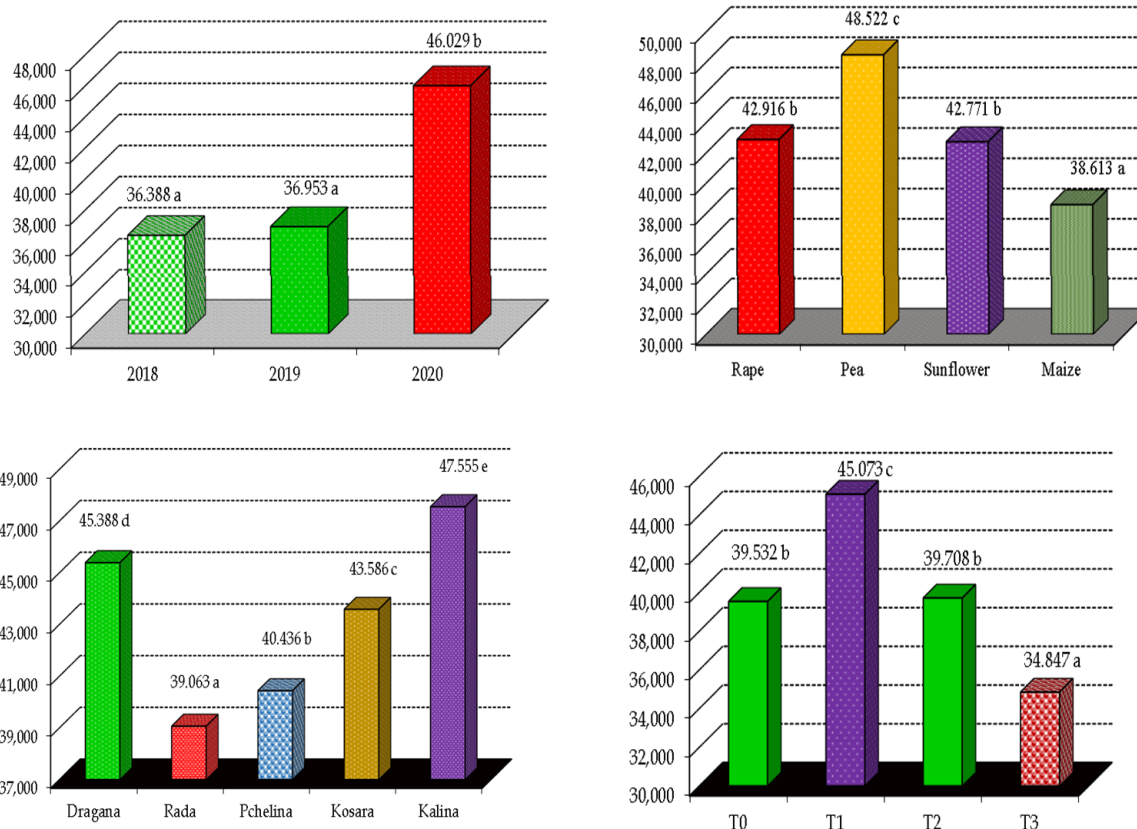 46.029 b
48,000
46,000
44,000
42,000
40,000
38,000
36,000
34,000
32,000
30,000
36.388 a
36.953 a
2018 2019 2020
48.522 c
50,000
48,000
46,000
44,000
42,000
40,000
38,000
36,000
34,000
32,000
30,000
42.916 b
42.771 b
38.613 a
Rape Pea Sunflower Maize
47.555 e
49,000
47,000
45,000
43,000
41,000
39,000
37,000
45.388 d
43.586 c
40.436 b
39.063 a
Dragana Rada Pchelina Kosara Kalina
45.073 c
46,000
44,000
42,000
40,000
38,000
36,000
34,000
32,000
30,000
39.532 b
39.708 b
34.847 a
T0 T1 T2 T3